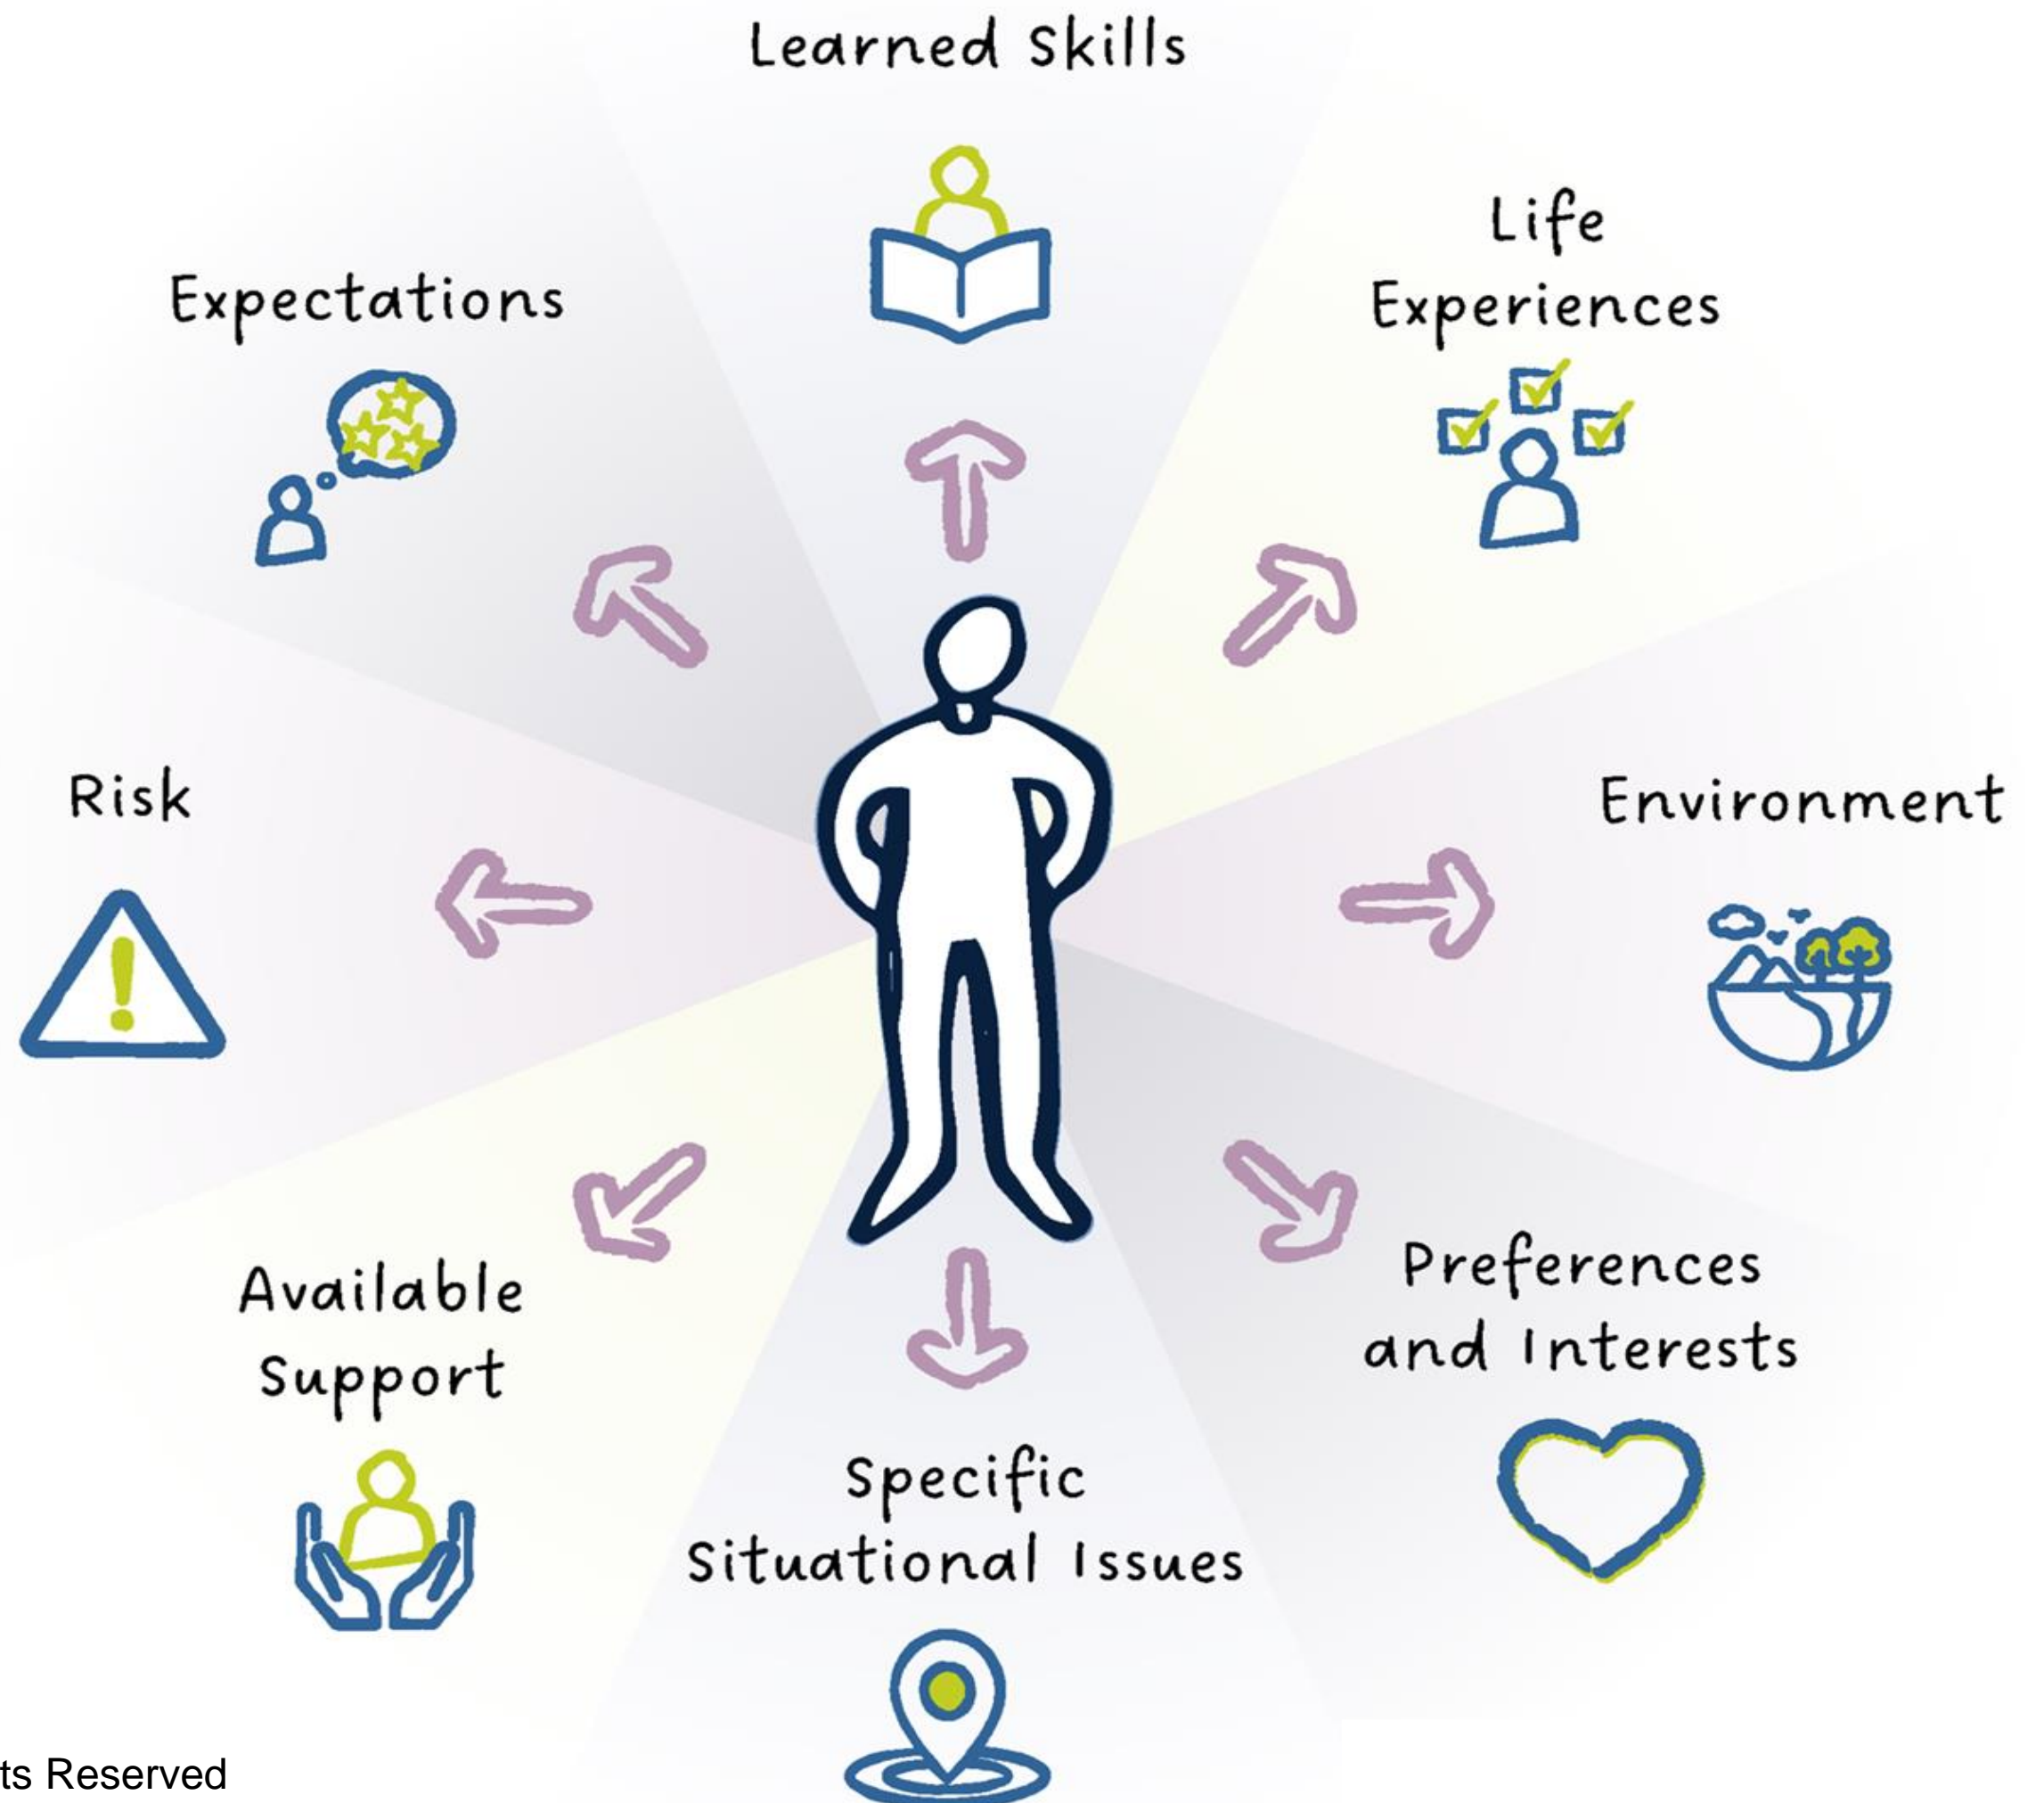 Learned Skills
Life
Experiences
Expectations
Risk
Environment
Preferences
and Interests
Available
Support
Specific
Situational Issues
ts Reserved